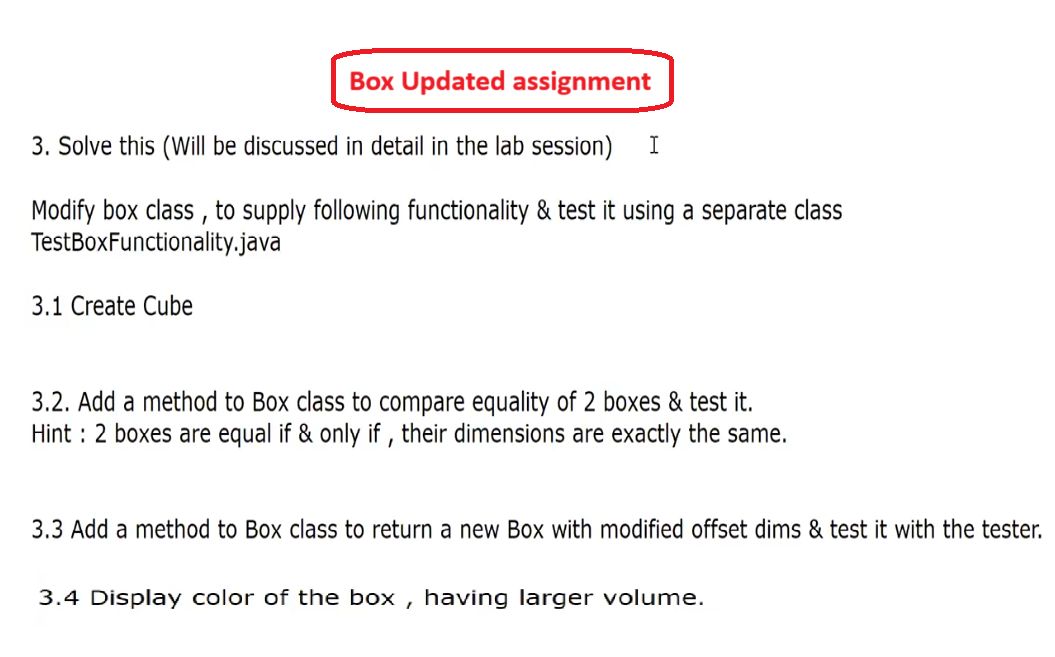 Box Updated assignment
3. Solve this (Will be discussed in detail in the lab session)
Modify box class , to supply following functionality & test it using a separate class
TestBoxFunctionality.java
3.1 Create Cube
3.2. Add a method to Box class to compare equality of 2 boxes & test it.
Hint : 2 boxes are equal if & only if , their dimensions are exactly the same.
3.3 Add a method to Box class to return a new Box with modified offset dims & test it with the tester.
3.4 Display color of the box , having larger volume.